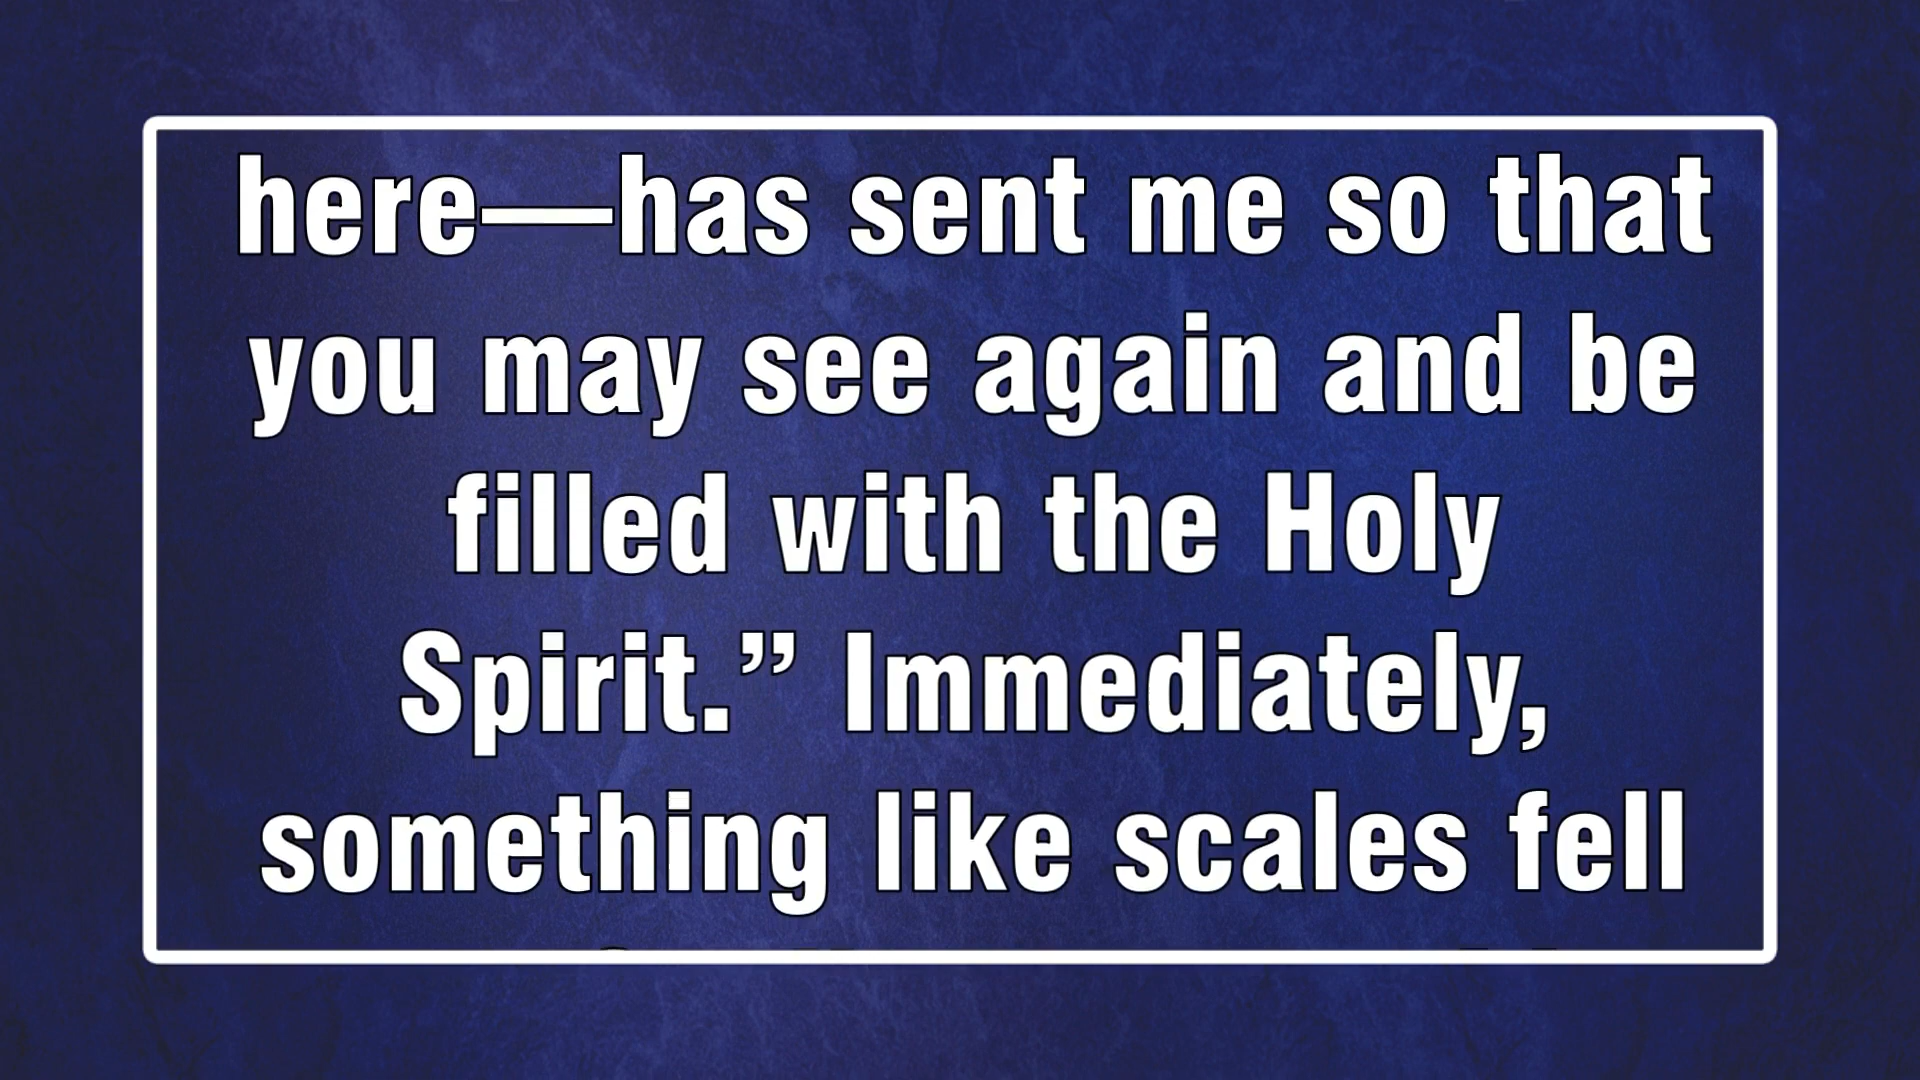 here—has sent me so that
you may see again and be
filled with the Holy
Spirit.” Immediately,
something like scales fell